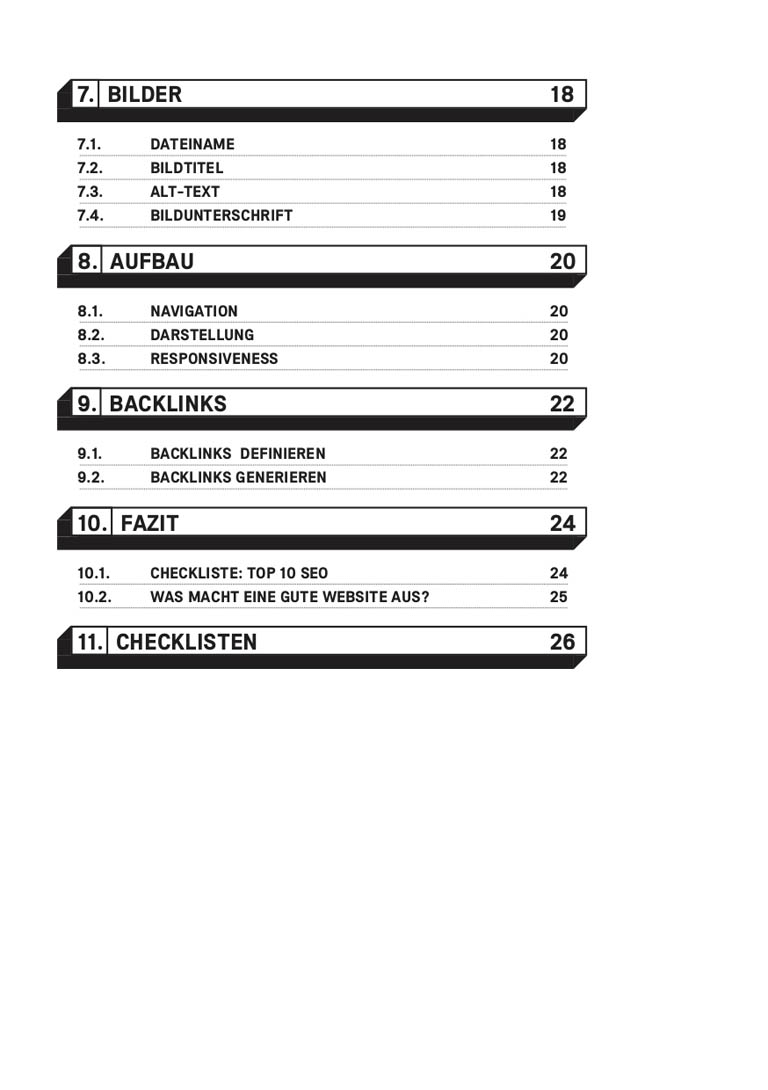 7. BILDER 18
7.1. DATEINAME 18
7.2. BILDTITEL 18
7.3. ALT-TEXT 18
7.4. BILDUNTERSCHRIFT 19
8. AUFBAU 20
8.1. NAVIGATION 20
8.2. DARSTELLUNG 20
8.3. RESPONSIVENESS 20
9. BACKLINKS 22
9.1. BACKLINKS  DEFINIEREN 22
9.2. BACKLINKS GENERIEREN 22
10. FAZIT 24
10.1. CHECKLISTE: TOP 10 SEO 24
10.2. WAS MACHT EINE GUTE WEBSITE AUS? 25
11. CHECKLISTEN 26